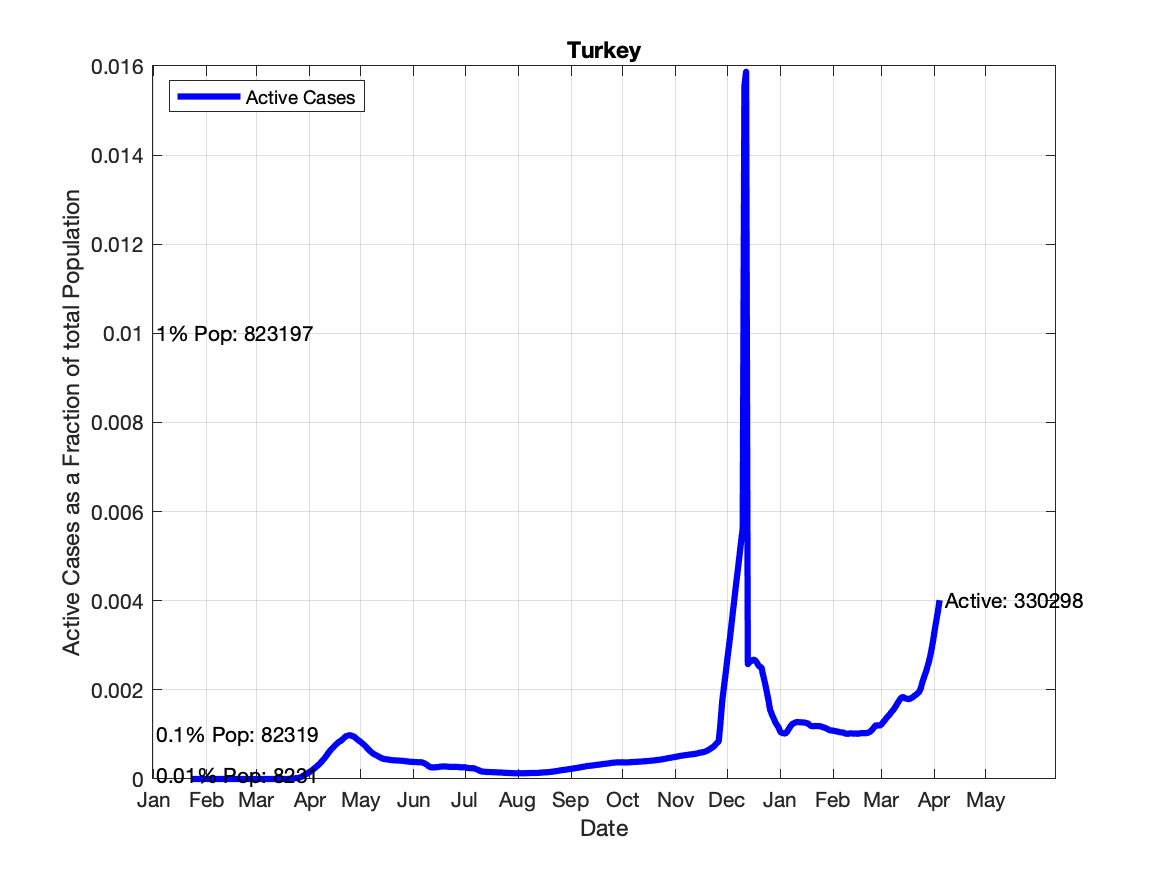 Turkey
Active Cases
0.016
0.014
0.012
0.01
0.008
0.006
0.004
0.002
0
Active Cases as a Fraction of total Population
1% Pop: 823197
0.1% Pop: 82319
0.01% Pop: 8231
Active: 330298
Jan Feb Mar Apr May Jun Jul Aug Sep Oct Nov Dec Jan Feb Mar Apr May
Date